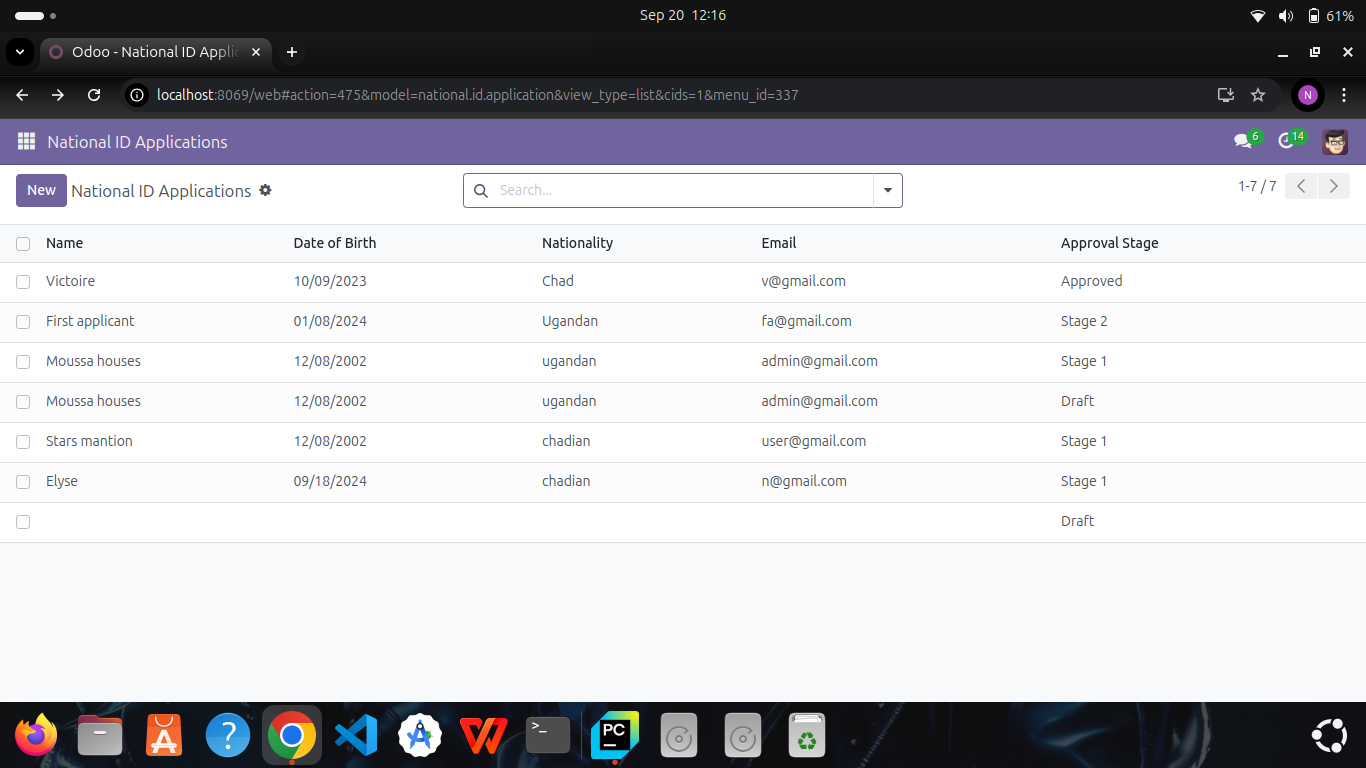 Sep 20 12:16
61%
Odoo - National ID Applic
N
localhost:8069/web#action=475&model=national.id.application&view_type=list&cids=1&menu_id=337
National ID Applications
6
14
New
National ID Applications
Search...
1-7 / 7
Name Date of Birth Nationality Email Approval Stage
Victoire 10/09/2023 Chad v@gmail.com Approved
First applicant 01/08/2024 Ugandan fa@gmail.com Stage 2
Moussa houses 12/08/2002 ugandan admin@gmail.com Stage 1
Moussa houses 12/08/2002 ugandan admin@gmail.com Draft
Stars mantion 12/08/2002 chadian user@gmail.com Stage 1
Elyse 09/18/2024 chadian n@gmail.com Stage 1
Draft
A
?
W
>_
PC